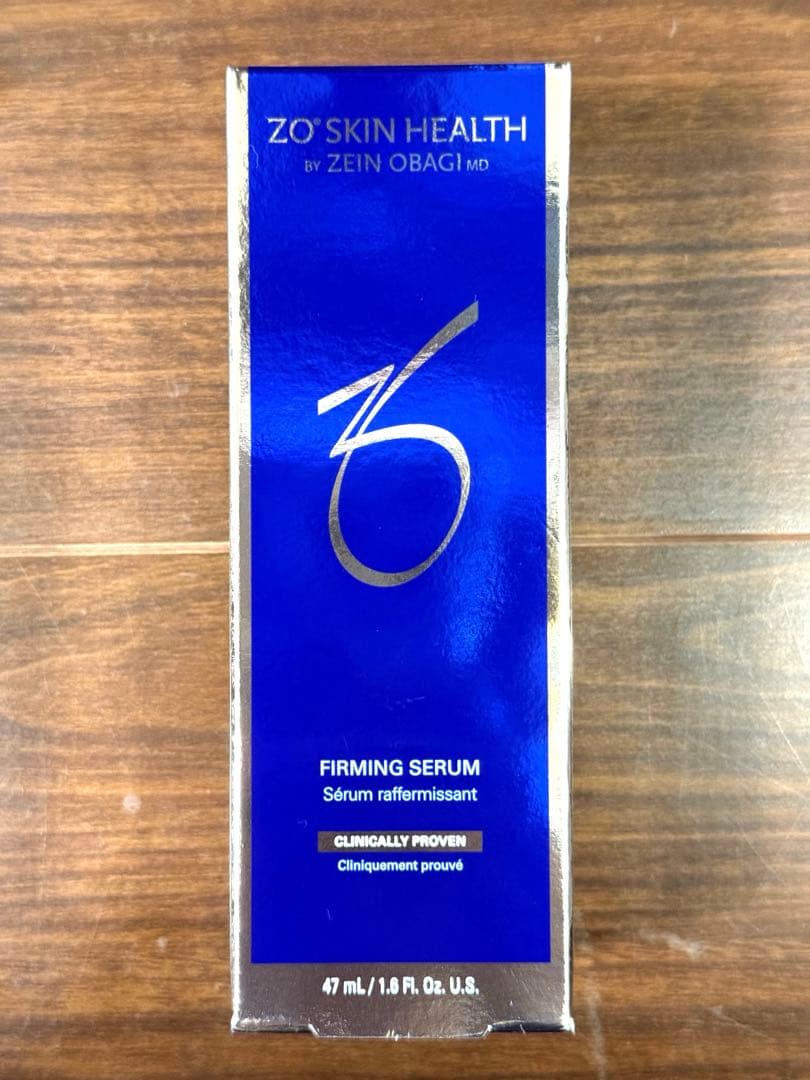 ZO® SKIN HEALTH
BY ZEIN OBAGI MD
FIRMING SERUM
Sérum raffermissant
CLINICALLY PROVEN
Cliniquement prouvé
47 mL / 1.6 Fl. Oz. U.S.